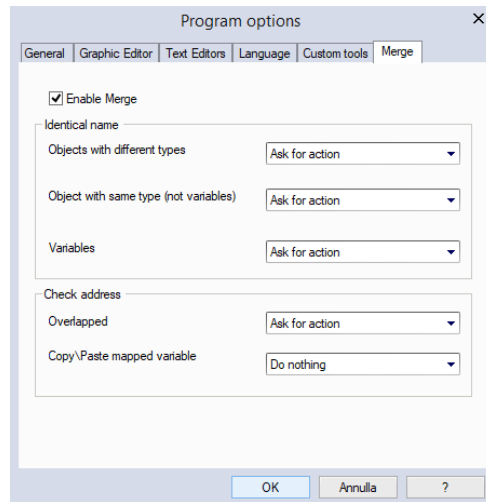 Program options
General Graphic Editor Text Editors Language Custom tools Merge
Enable Merge
Identical name
Objects with different types Ask for action
Object with same type (not variables) Ask for action
Variables Ask for action
Check address
Overlapped Ask for action
Copy\Paste mapped variable Do nothing
OK Annulla ?